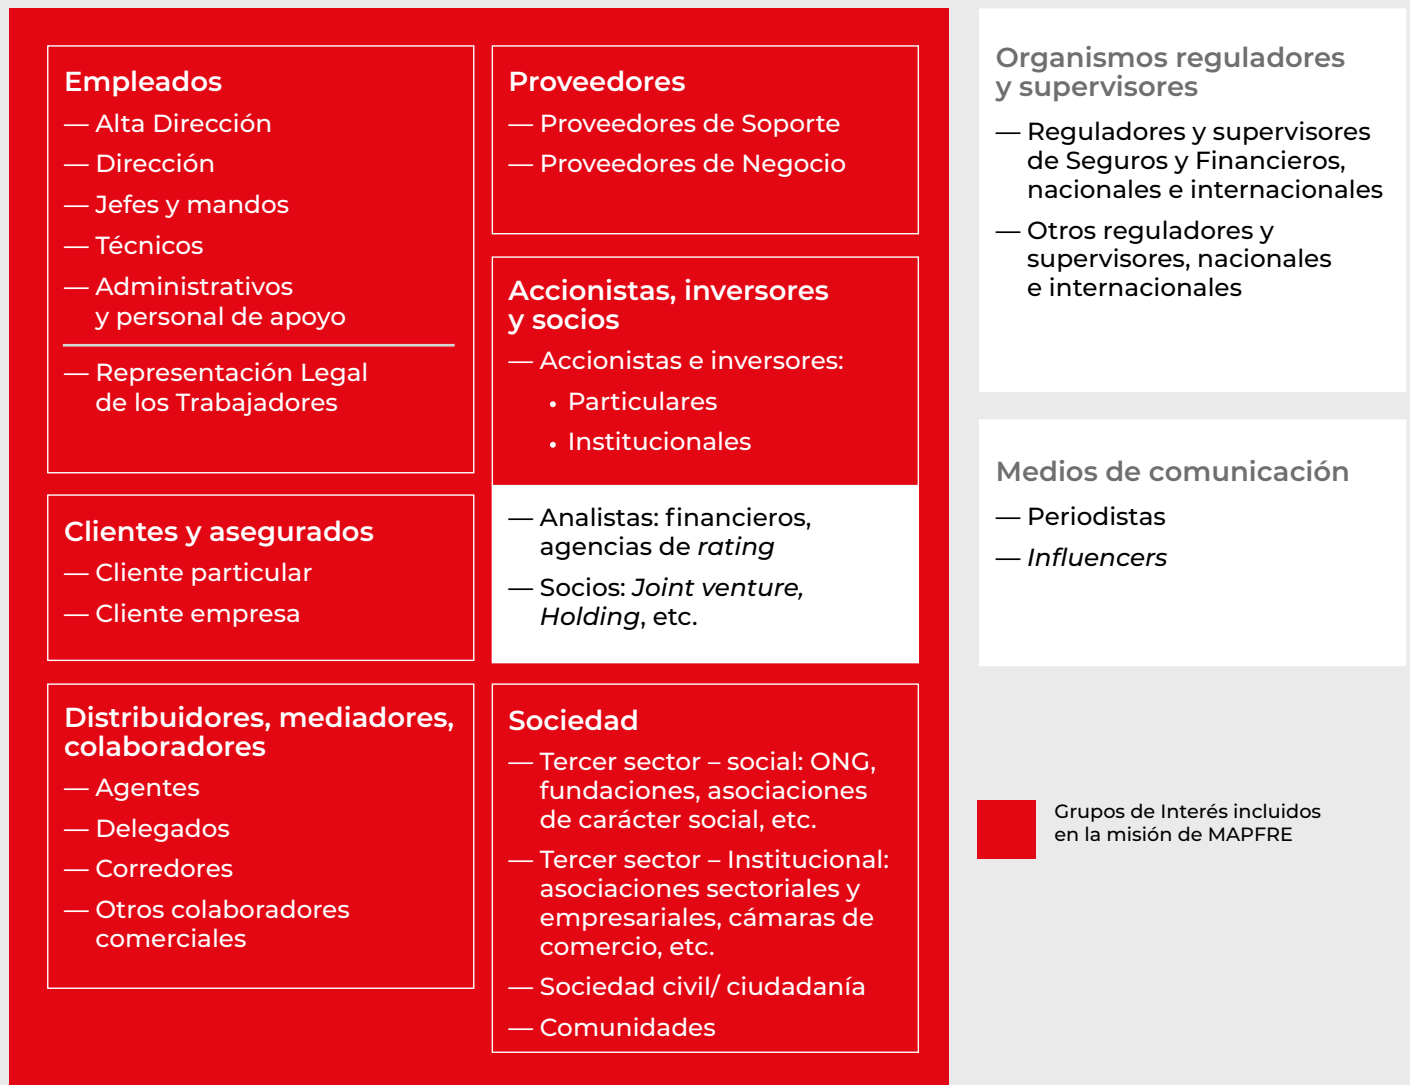 Empleados
— Alta Dirección
— Dirección
— Jefes y mandos
— Técnicos
— Administrativos
y personal de apoyo
— Representación Legal
de los Trabajadores
Clientes y asegurados
— Cliente particular
— Cliente empresa
Distribuidores, mediadores,
colaboradores
— Agentes
— Delegados
— Corredores
— Otros colaboradores
comerciales
Proveedores
— Proveedores de Soporte
— Proveedores de Negocio
Accionistas, inversores
y socios
— Accionistas e inversores:
• Particulares
• Institucionales
— Analistas: financieros,
agencias de rating
— Socios: Joint venture,
Holding, etc.
Sociedad
— Tercer sector – social: ONG,
fundaciones, asociaciones
de carácter social, etc.
— Tercer sector – Institucional:
asociaciones sectoriales y
empresariales, cámaras de
comercio, etc.
— Sociedad civil/ ciudadanía
— Comunidades
Organismos reguladores
y supervisores
— Reguladores y supervisores
de Seguros y Financieros,
nacionales e internacionales
— Otros reguladores y
supervisores, nacionales
e internacionales
Medios de comunicación
— Periodistas
— Influencers
Grupos de Interés incluidos
en la misión de MAPFRE